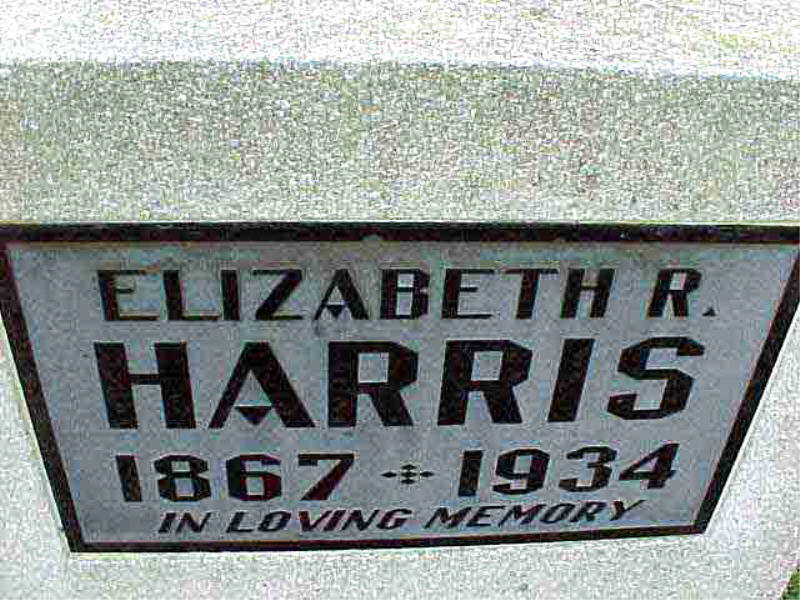 ELIZABETH R.
HARRIS
1867 1934
IN LOVING MEMORY